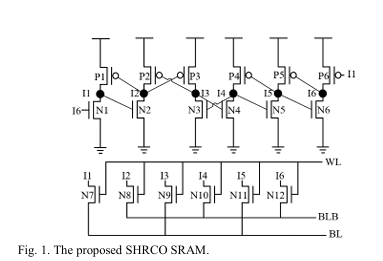 P1 P2 P3 P4 P5 P6 I1
I1 I2 I3 I4 I5 I6
I6 N1 N2 N3 N4 N5 N6
WL
I1 I2 I3 I4 I5 I6
N7 N8 N9 N10 N11 N12
BLB
BL
Fig. 1. The proposed SHRCO SRAM.